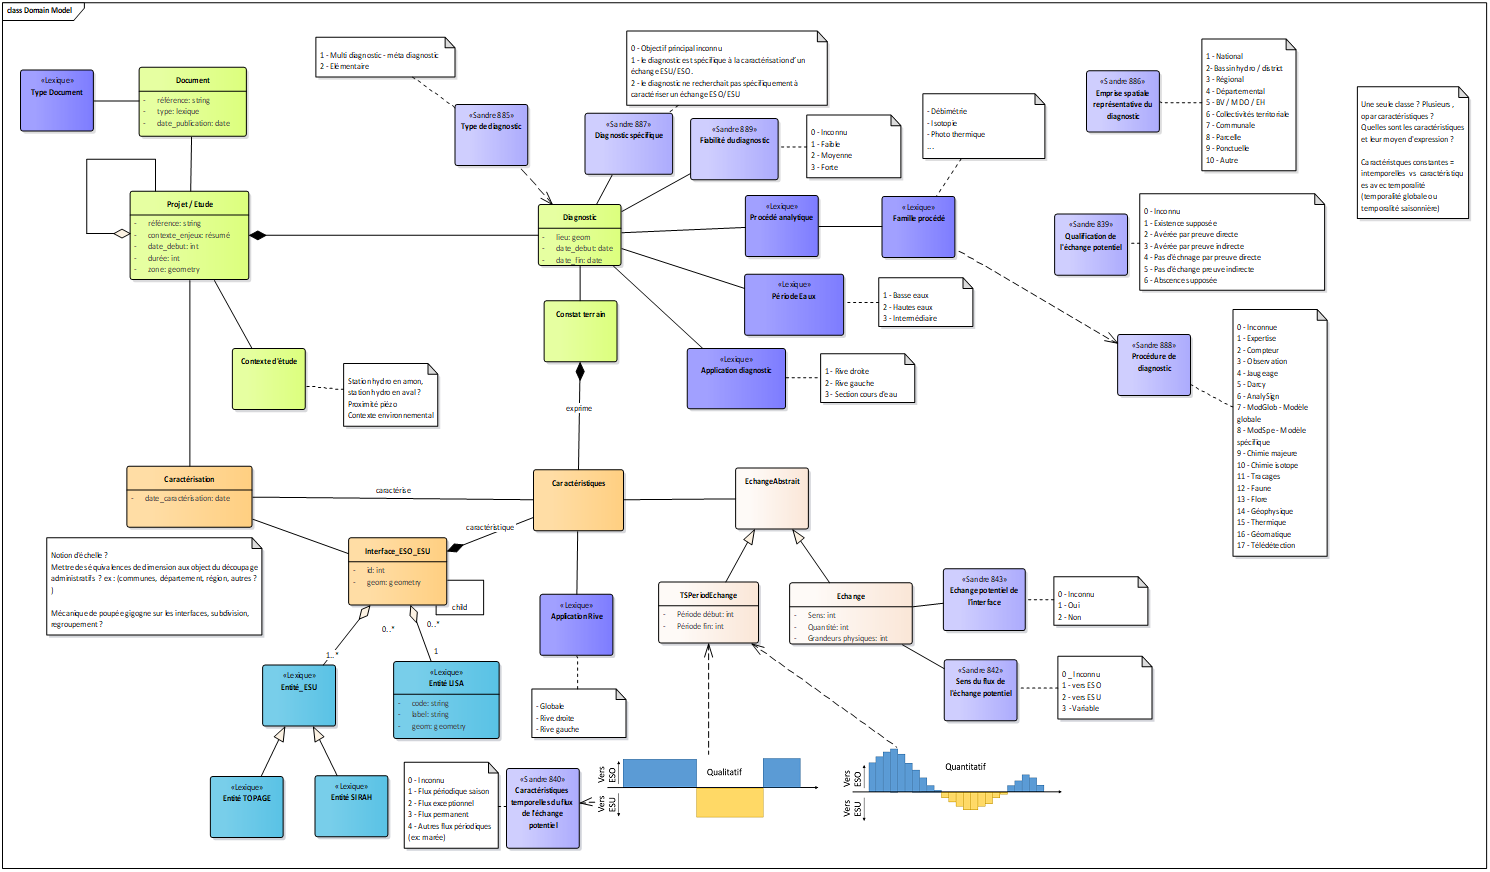 class Domain Model
«Lexique»
Type Document
Document
- référence: string
- type: lexique
- date_publication: date
1 - Multi diagnostic - méta diagnostic
2 - Elémentaire
0 - Objectif principal inconnu
1 - le diagnostic est spécifique à la caractérisation d'un
échange ESU/ ESO.
2 - le diagnostic ne recherchait pas spécifiquement à
caractériser un échange ESO/ESU
«Sandre 885»
Type de diagnostic
«Sandre 887»
Diagnostic spécifique
«Sandre 889»
Fiabilité du diagnostic
0 - Inconnu
1 - Faible
2 - Moyenne
3 - Forte
- Débimétrie
- Isotopie
- Photo thermique
...
«Sandre 886»
Emprise spatiale
représentative du
diagnostic
1 - National
2- Bassin hydro / district
3 - Régional
4 - Départemental
5 - BV / MDO / EH
6 - Collectivités territoriale
7 - Communale
8 - Parcelle
9 - Ponctuelle
10 - Autre
Une seule classe ? Plusieurs ,
op ar caractéristiques ?
Quelles sont les caractéristiques
et leur moyen d'expression ?
Caractéristques constantes =
intemporelles vs caractéristiqu
es avec temporalité
(temporalité globale ou
temporalité saisonnière)
Projet / Etude
- référence: string
- contexte_enjeux: résumé
- date_debut: int
- durée: int
- zone: geometry
Diagnostic
- lieu: geom
- date_debut: date
- date_fin: date
«Lexique»
Procédé analytique
«Lexique»
Famille procédé
«Sandre 839»
Qualification de
l'échange potentiel
0 - Inconnu
1 - Existence supposée
2 - Avérée par preuve directe
3 - Avérée par preuve indirecte
4 - Pas d'échnage par preuve directe
5 - Pas d'échange preuve indirecte
6 - Abscence supposée
«Lexique»
Période Eaux
1 - Basse eaux
2 - Hautes eaux
3 - Intermédiaire
Constat terrain
«Sandre 888»
Procédure de
diagnostic
0 - Inconnue
1 - Expertise
2 - Compteur
3 - Observation
4 - Jaugeage
5 - Darcy
6 - AnalySign
7 - ModGlob - Modèle
globale
8 - ModSpe - Modèle
spécifique
9 - Chimie majeure
10 - Chimie isotope
11 - Tracages
12 - Faune
13 - Flore
14 - Géophysique
15 - Thermique
16 - Géomatique
17 - Télédétection
Contexte d'étude
Station hydro en amon,
station hydro en aval ?
Proximité piézo
Contexte environnemental
«Lexique»
Application diagnostic
1 - Rive droite
2 - Rive gauche
3 - Section cours d'eau
exprime
Caractérisation
- date_caractérisation: date
caractérise
Caractéristiques
EchangeAbstrait
caractéristique
Notion d'échelle ?
Mettre des équivalences de dimension aux object du découpage
administratifs ? ex : (communes, département, région, autres ?
)
Mécanique de poupée gigogne sur les interfaces, subdivision,
regroupement ?
Interface_ESO_ESU
- id: int
- geom: geometry
child
0..*
0..*
1..*
1
«Lexique»
Application Rive
TSPeriodEchange
- Période début: int
- Période fin: int
Echange
- Sens: int
- Quantité: int
- Grandeurs physiques: int
«Sandre 843»
Echange potentiel de
l'interface
0 - Inconnu
1 - Oui
2 - Non
«Lexique»
Entité_ESU
«Lexique»
Entité LISA
- code: string
- label: string
- geom: geometry
- Globale
- Rive droite
- Rive gauche
«Sandre 842»
Sens du flux de
l'échange potentiel
0 _ Inconnu
1 - vers ESO
2 - vers ESU
3 -Variable
«Lexique»
Entité TOPAGE
«Lexique»
Entité SIRAH
0 - Inconnu
1 - Flux périodique saison
2 - Flux exceptionnel
3 - Flux permanent
4 - Autres flux périodiques
(ex: marée)
«Sandre 840»
Caractéristiques
temporelles du flux
de l'échange
potentiel
Vers
ESO
Vers
ESU
Qualitatif
Vers
ESO
Vers
ESU
Quantitatif